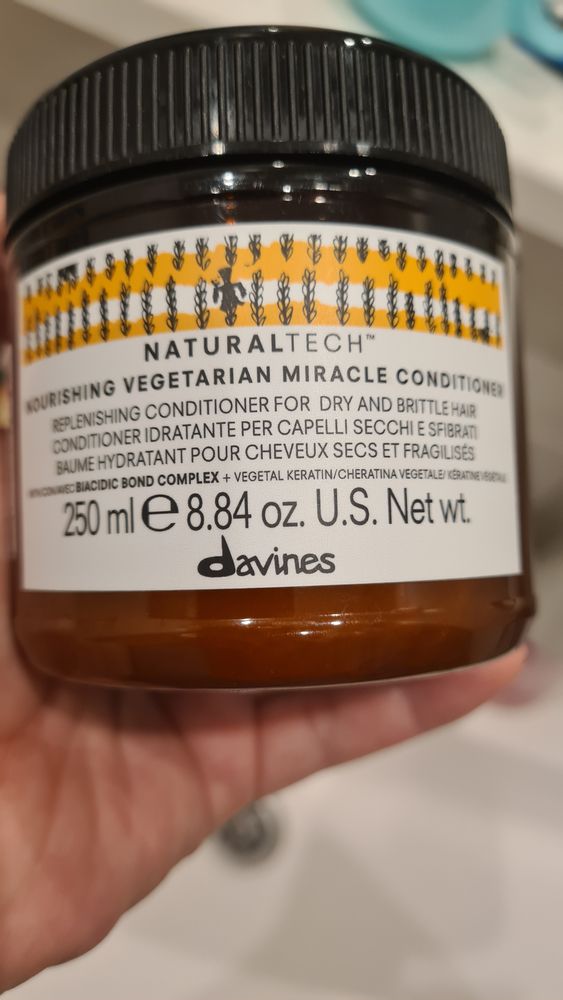 NATURALTECH™
NOURISHING VEGETARIAN MIRACLE CONDITIONER
REPLENISHING CONDITIONER FOR DRY AND BRITTLE HAIR
CONDITIONER IDRATANTE PER CAPELLI SECCHI E SFIBRATI
BAUME HYDRATANT POUR CHEVEUX SECS ET FRAGILISÉS
BIACIDIC BOND COMPLEX + VEGETAL KERATIN/CHERATINA VEGETALE/ KÉRATINE
250 ml e 8.84 oz. U.S. Net wt.
davines